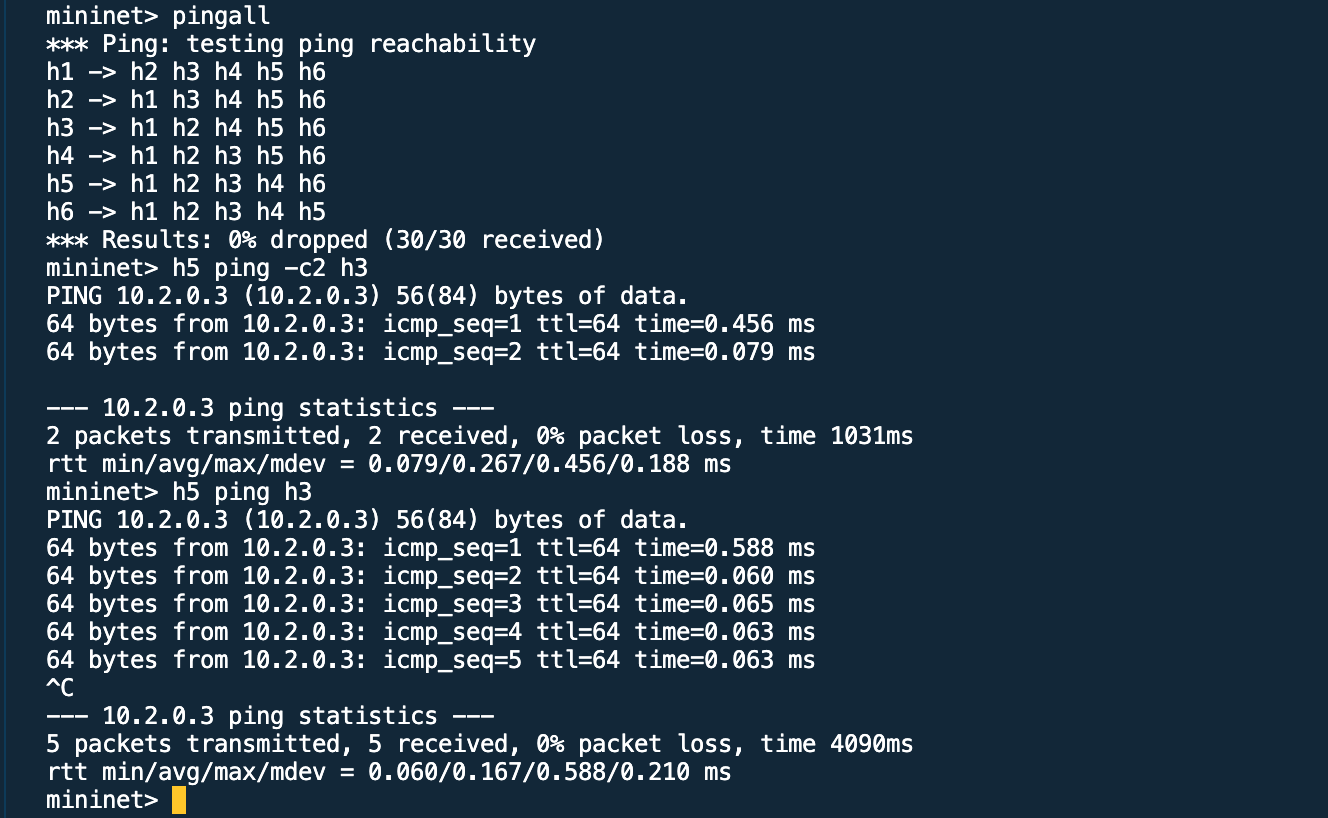 mininet> pingall
*** Ping: testing ping reachability
h1 -> h2 h3 h4 h5 h6
h2 -> h1 h3 h4 h5 h6
h3 -> h1 h2 h4 h5 h6
h4 -> h1 h2 h3 h5 h6
h5 -> h1 h2 h3 h4 h6
h6 -> h1 h2 h3 h4 h5
*** Results: 0% dropped (30/30 received)
mininet> h5 ping -c2 h3
PING 10.2.0.3 (10.2.0.3) 56(84) bytes of data.
64 bytes from 10.2.0.3: icmp_seq=1 ttl=64 time=0.456 ms
64 bytes from 10.2.0.3: icmp_seq=2 ttl=64 time=0.079 ms

--- 10.2.0.3 ping statistics ---
2 packets transmitted, 2 received, 0% packet loss, time 1031ms
rtt min/avg/max/mdev = 0.079/0.267/0.456/0.188 ms
mininet> h5 ping h3
PING 10.2.0.3 (10.2.0.3) 56(84) bytes of data.
64 bytes from 10.2.0.3: icmp_seq=1 ttl=64 time=0.588 ms
64 bytes from 10.2.0.3: icmp_seq=2 ttl=64 time=0.060 ms
64 bytes from 10.2.0.3: icmp_seq=3 ttl=64 time=0.065 ms
64 bytes from 10.2.0.3: icmp_seq=4 ttl=64 time=0.063 ms
64 bytes from 10.2.0.3: icmp_seq=5 ttl=64 time=0.063 ms
^C
--- 10.2.0.3 ping statistics ---
5 packets transmitted, 5 received, 0% packet loss, time 4090ms
rtt min/avg/max/mdev = 0.060/0.167/0.588/0.210 ms
mininet>